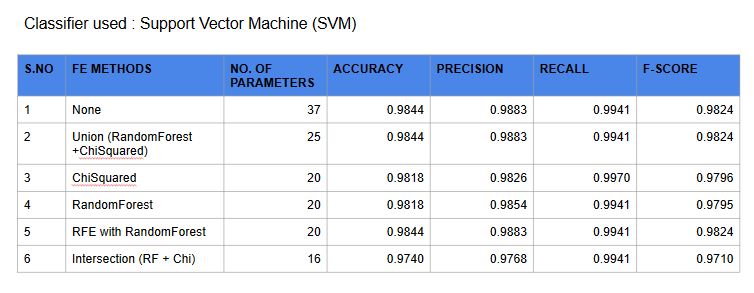 Classifier used : Support Vector Machine (SVM)
S.NO FE METHODS NO. OF PARAMETERS ACCURACY PRECISION RECALL F-SCORE
1 None 37 0.9844 0.9883 0.9941 0.9824
2 Union (RandomForest +ChiSquared) 25 0.9844 0.9883 0.9941 0.9824
3 ChiSquared 20 0.9818 0.9826 0.9970 0.9796
4 RandomForest 20 0.9818 0.9854 0.9941 0.9795
5 RFE with RandomForest 20 0.9844 0.9883 0.9941 0.9824
6 Intersection (RF + Chi) 16 0.9740 0.9768 0.9941 0.9710